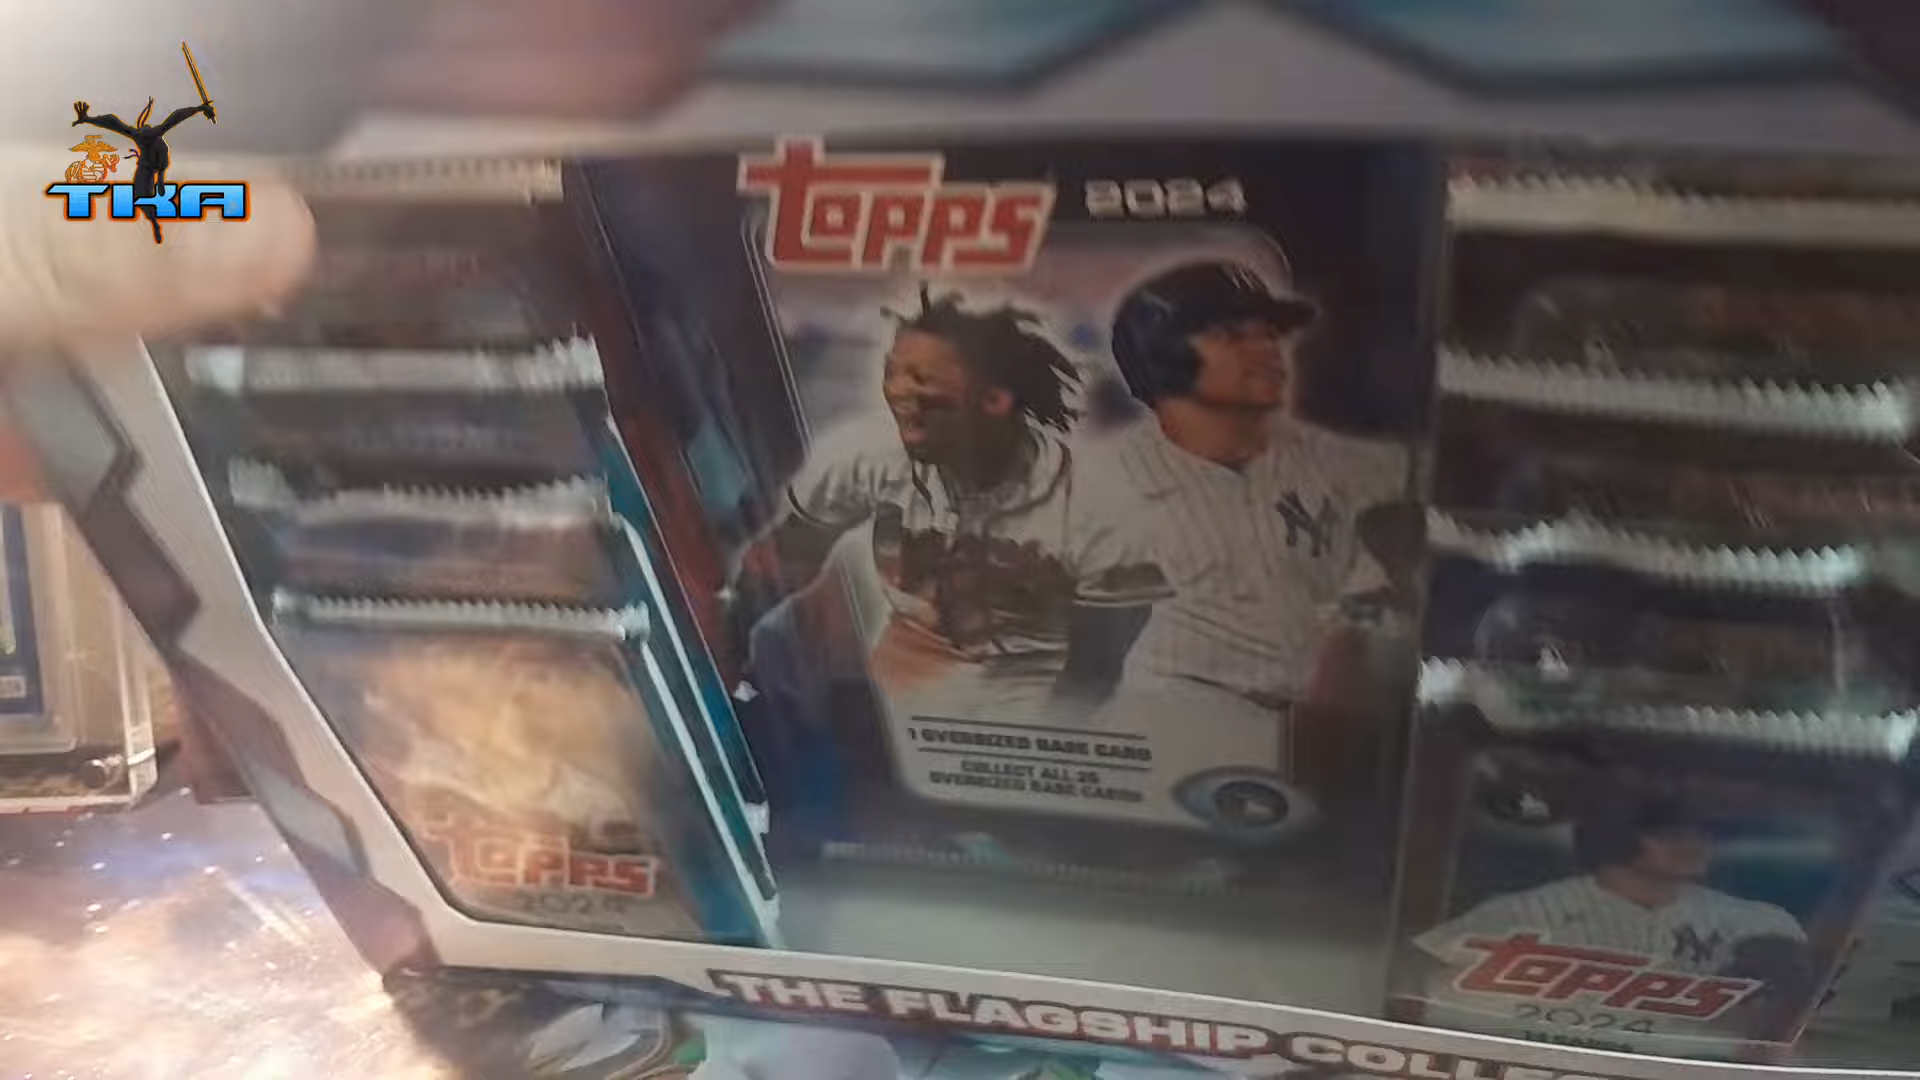 TKA
Topps 2024
1 OVERSIZED BASE CARD
COLLECT ALL 25
OVERSIZED BASE CARDS
Topps
2024
Topps
2024
THE FLAGSHIP